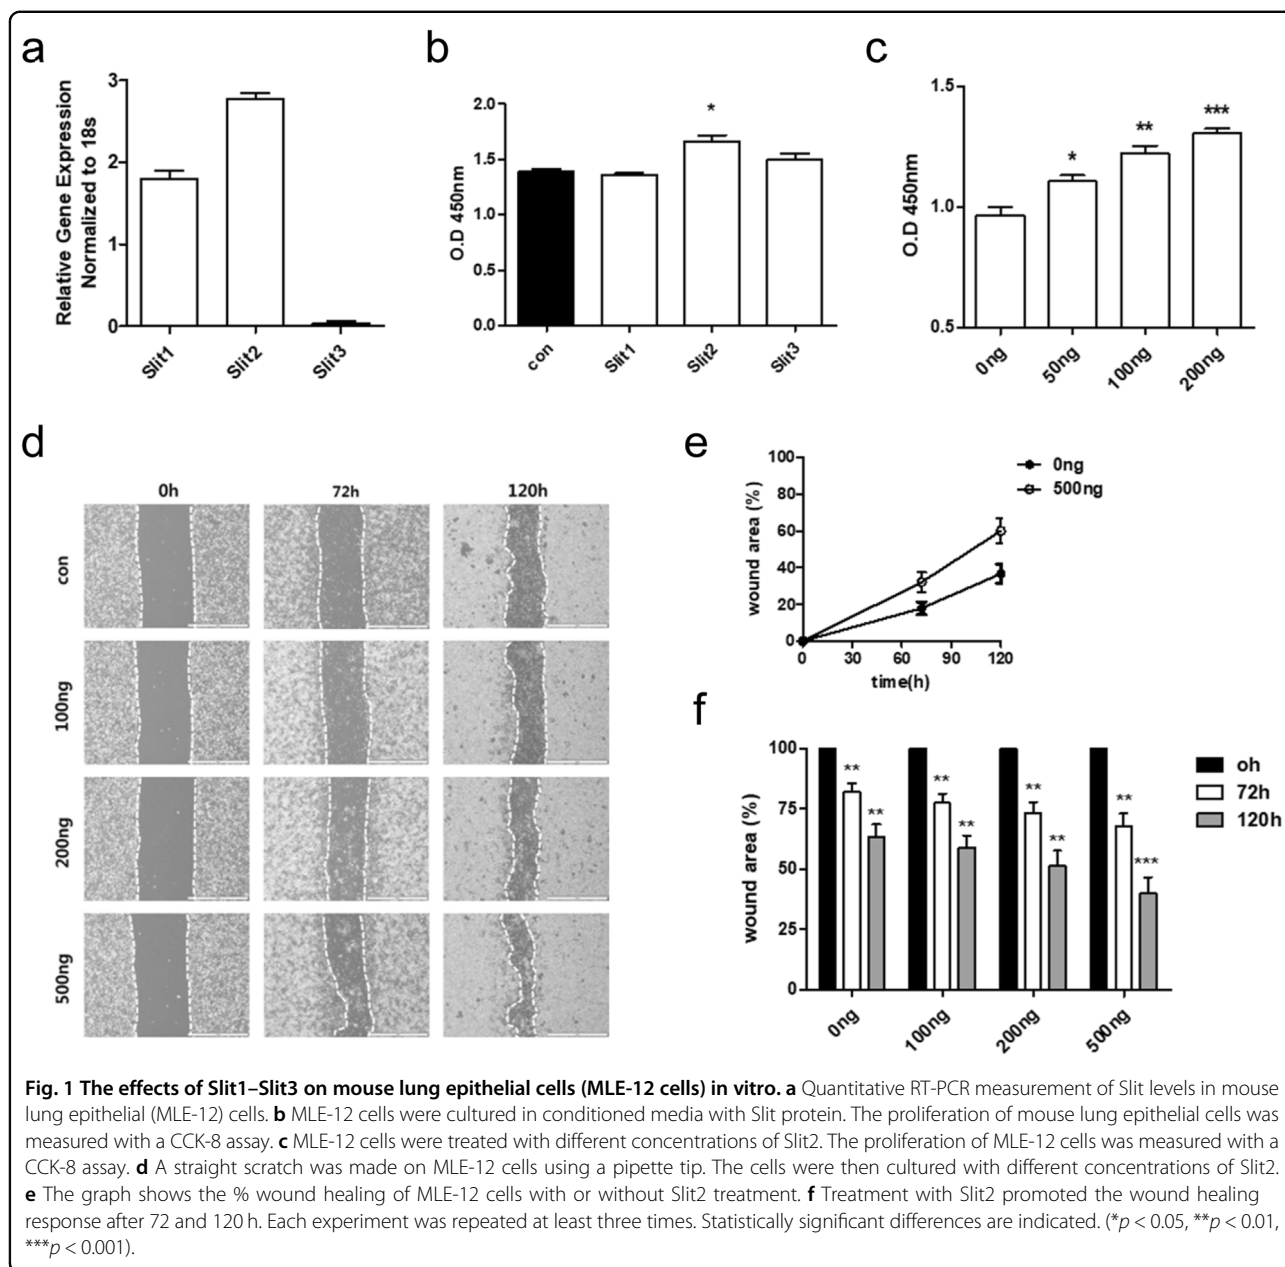 a
Relative Gene Expression
Normalized to 18s
3
2
1
0
Slit1
Slit2
Slit3
b
O.D 450nm
2.0
1.5
1.0
0.5
0.0
*
con
Slit1
Slit2
Slit3
c
O.D 450nm
1.5
1.0
0.5
*
**
***
0ng
50ng
100ng
200ng
d
0h
72h
120h
con
100ng
200ng
500ng
e
wound area (%)
100
80
60
40
20
0
0
30
60
90
120
time(h)
0ng
500ng
f
wound area (%)
100
75
50
25
0
**
**
**
**
**
**
**
***
0ng
100ng
200ng
500ng
oh
72h
120h
Fig. 1 The effects of Slit1–Slit3 on mouse lung epithelial cells (MLE-12 cells) in vitro. a Quantitative RT-PCR measurement of Slit levels in mouse
lung epithelial (MLE-12) cells. b MLE-12 cells were cultured in conditioned media with Slit protein. The proliferation of mouse lung epithelial cells was
measured with a CCK-8 assay. c MLE-12 cells were treated with different concentrations of Slit2. The proliferation of MLE-12 cells was measured with a
CCK-8 assay. d A straight scratch was made on MLE-12 cells using a pipette tip. The cells were then cultured with different concentrations of Slit2.
e The graph shows the % wound healing of MLE-12 cells with or without Slit2 treatment. f Treatment with Slit2 promoted the wound healing
response after 72 and 120 h. Each experiment was repeated at least three times. Statistically significant differences are indicated. (*p < 0.05, **p < 0.01,
***p < 0.001).